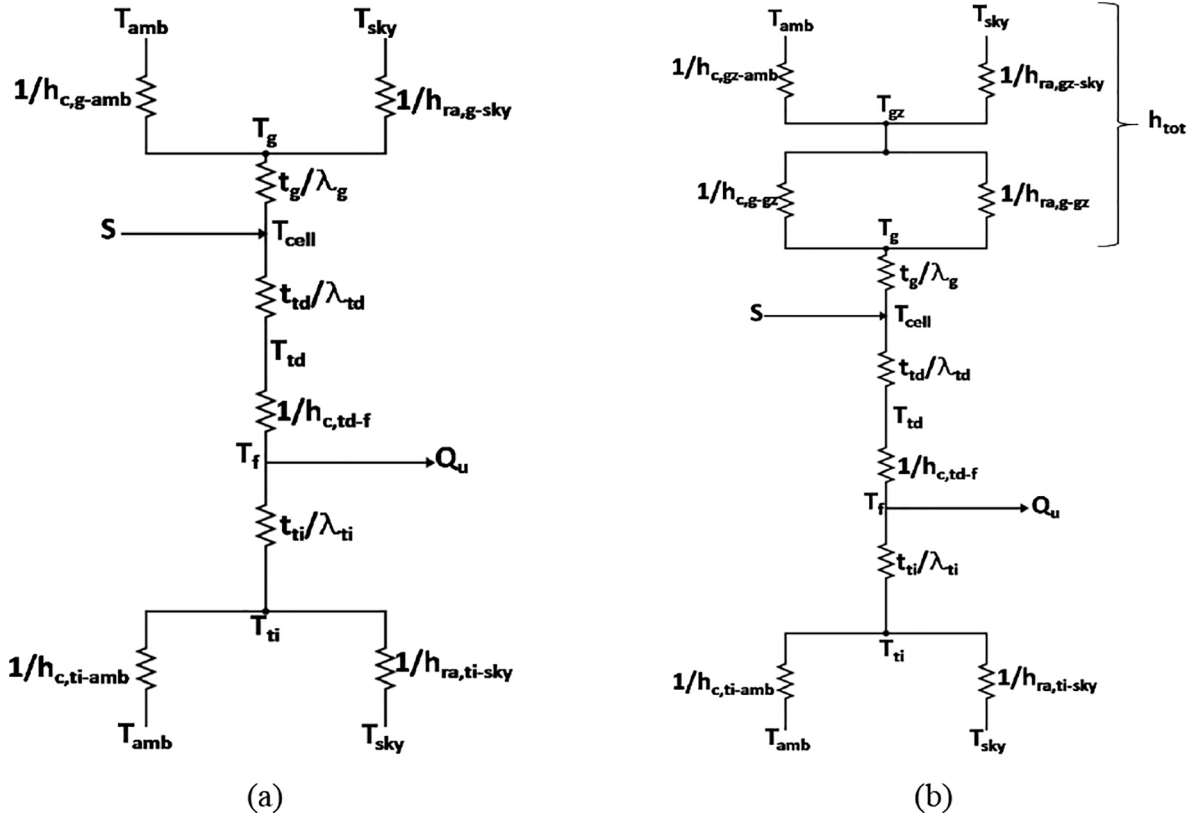 T_amb T_sky
1/h_c,g-amb 1/h_ra,g-sky
T_g
t_g/λ_g
S T_cell
t_td/λ_td
T_td
1/h_c,td-f
T_f Q_u
t_ti/λ_ti
T_ti
1/h_c,ti-amb 1/h_ra,ti-sky
T_amb T_sky
(a)
T_amb T_sky
1/h_c,gz-amb 1/h_ra,gz-sky
T_gz
h_tot
1/h_c,g-gz 1/h_ra,g-gz
T_g
t_g/λ_g
S T_cell
t_td/λ_td
T_td
1/h_c,td-f
T_f Q_u
t_ti/λ_ti
T_ti
1/h_c,ti-amb 1/h_ra,ti-sky
T_amb T_sky
(b)